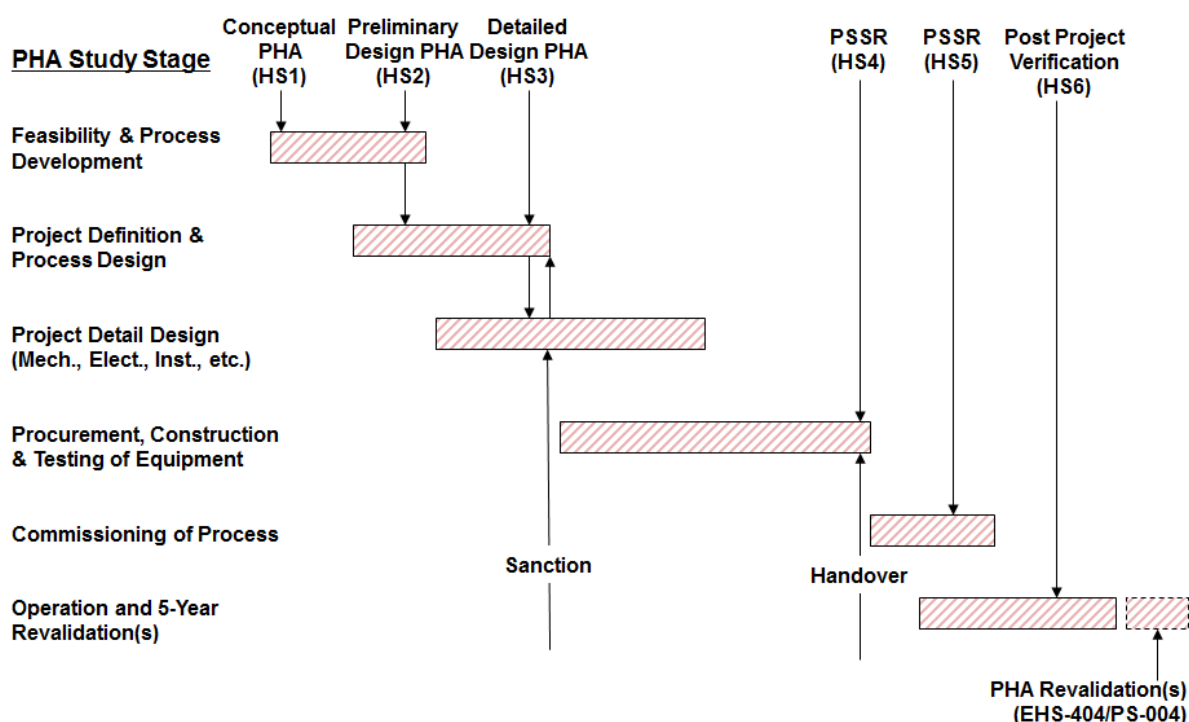 PHA Study Stage
Conceptual
PHA
(HS1)
Preliminary
Design PHA
(HS2)
Detailed
Design PHA
(HS3)
PSSR
(HS4)
PSSR
(HS5)
Post Project
Verification
(HS6)
Feasibility & Process
Development
Project Definition &
Process Design
Project Detail Design
(Mech., Elect., Inst., etc.)
Procurement, Construction
& Testing of Equipment
Commissioning of Process
Sanction
Handover
Operation and 5-Year
Revalidation(s)
PHA Revalidation(s)
(EHS-404/PS-004)